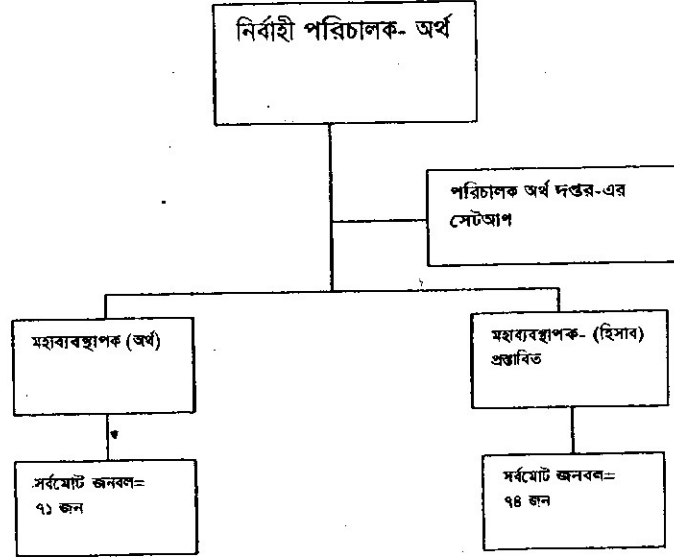 নির্বাহী পরিচালক- অর্থ
পরিচালক অর্থ দপ্তর-এর
সেটআপ
মহাব্যবস্থাপক (অর্থ)
মহাব্যবস্থাপক- (হিসাব)
প্রস্তাবিত
সর্বমোট জনবল=
৭১ জন
সর্বমোট জনবল=
৭৪ জন